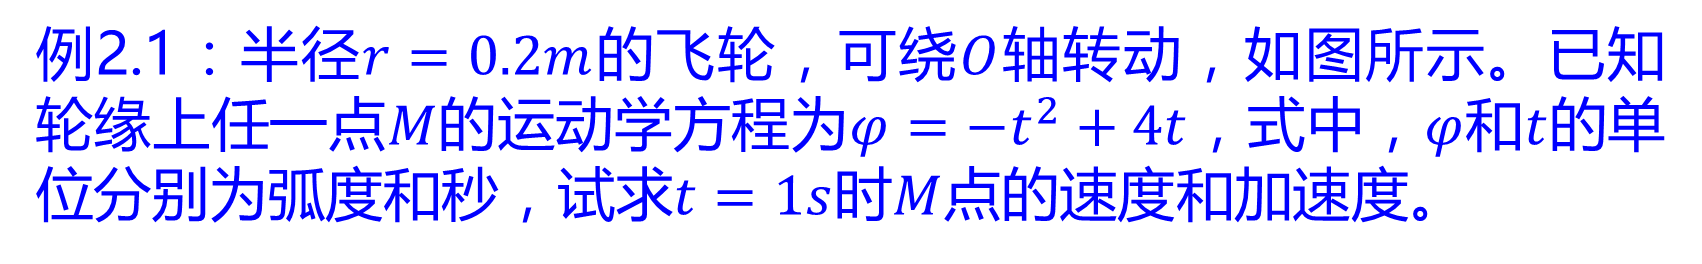 例2.1：半径r = 0.2m的飞轮，可绕O轴转动，如图所示。已知
轮缘上任一点M的运动学方程为φ = −t² + 4t，式中，φ和t的单
位分别为弧度和秒，试求t = 1s时M点的速度和加速度。